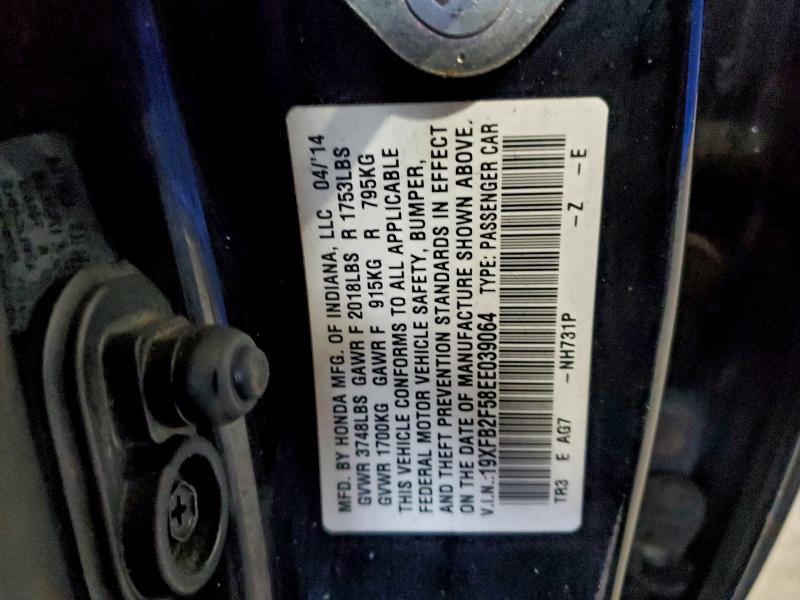 MFD. BY HONDA MFG. OF INDIANA, LLC 04/'14
GVWR 3748LBS GAWR F 2018LBS R 1753LBS
GVWR 1700KG GAWR F 915KG R 795KG
THIS VEHICLE CONFORMS TO ALL APPLICABLE
FEDERAL MOTOR VEHICLE SAFETY, BUMPER,
AND THEFT PREVENTION STANDARDS IN EFFECT
ON THE DATE OF MANUFACTURE SHOWN ABOVE.
V.I.N.:19XFB2F58EE039064 TYPE: PASSENGER CAR
TR3 E AG7 -NH731P -Z -E